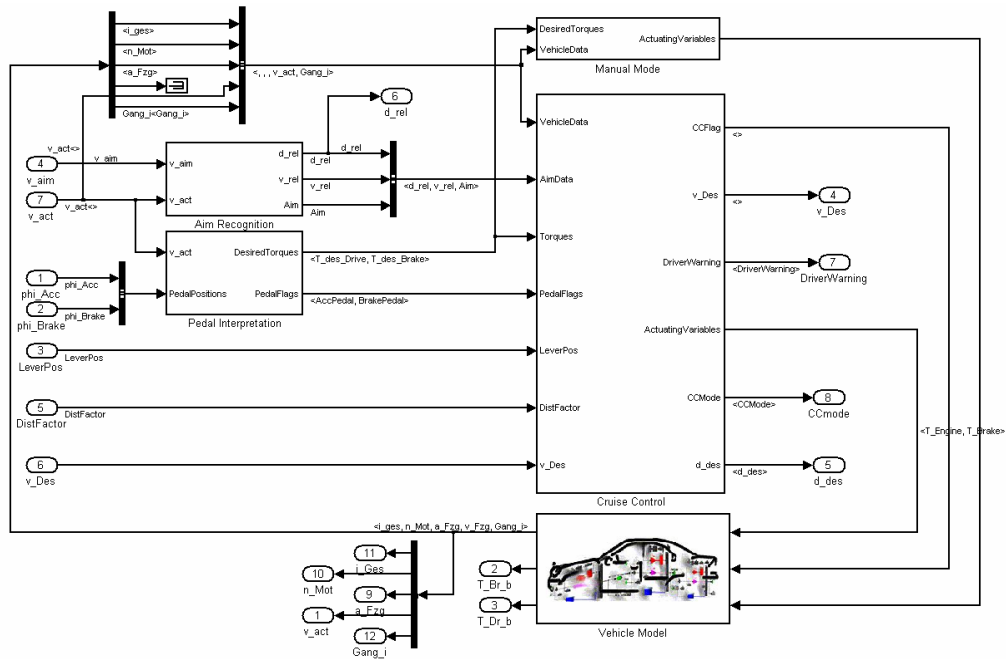 <i_ges>
<n_Mot>
<a_Fzg>
Gang_i<Gang_i>
<, , , v_act, Gang_i>
DesiredTorques
VehicleData
ActuatingVariables
Manual Mode
6
d_rel
v_act<>
4
v_aim
v_aim
7
v_act
v_act<>
v_aim
v_act
d_rel
v_rel
Aim
Aim Recognition
d_rel
d_rel
v_rel
Aim
<d_rel, v_rel, Aim>
v_act
PedalPositions
DesiredTorques
PedalFlags
Pedal Interpretation
<T_des_Drive, T_des_Brake>
<AccPedal, BrakePedal>
1
phi_Acc
phi_Acc
2
phi_Brake
phi_Brake
3
LeverPos
LeverPos
5
DistFactor
DistFactor
6
v_Des
VehicleData
AimData
Torques
PedalFlags
LeverPos
DistFactor
v_Des
CCFlag
v_Des
DriverWarning
ActuatingVariables
CCMode
d_des
Cruise Control
<>
<>
4
v_Des
<DriverWarning>
7
DriverWarning
<CCMode>
8
CCmode
<T_Engine, T_Brake>
<d_des>
5
d_des
<i_ges, n_Mot, a_Fzg, v_Fzg, Gang_i>
11
i_Ges
10
n_Mot
9
a_Fzg
1
v_act
12
Gang_i
2
T_Br_b
3
T_Dr_b
Vehicle Model